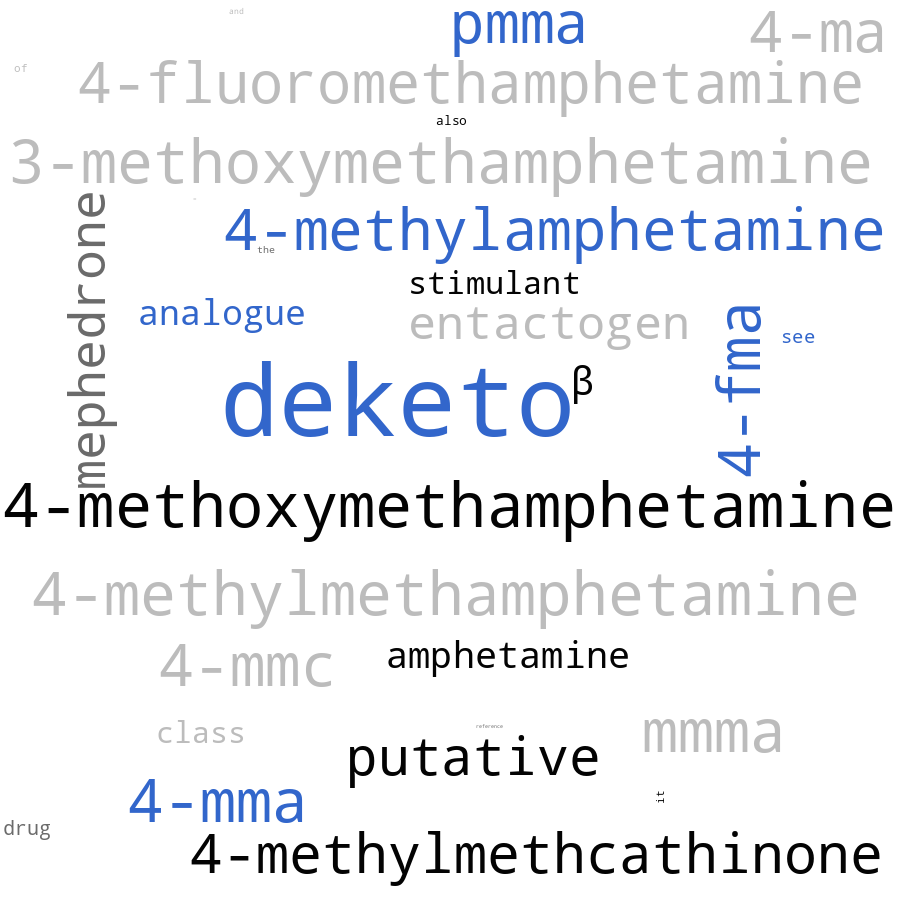 and
pmma
4-ma
of
4-fluoromethamphetamine
also
3-methoxymethamphetamine
mephedrone
4-methylamphetamine
the
stimulant
analogue
entactogen
4-fma
see
deketo
β
4-methoxymethamphetamine
4-methylmethamphetamine
4-mmc
amphetamine
class
reference
mmma
putative
4-mma
it
drug
4-methylmethcathinone